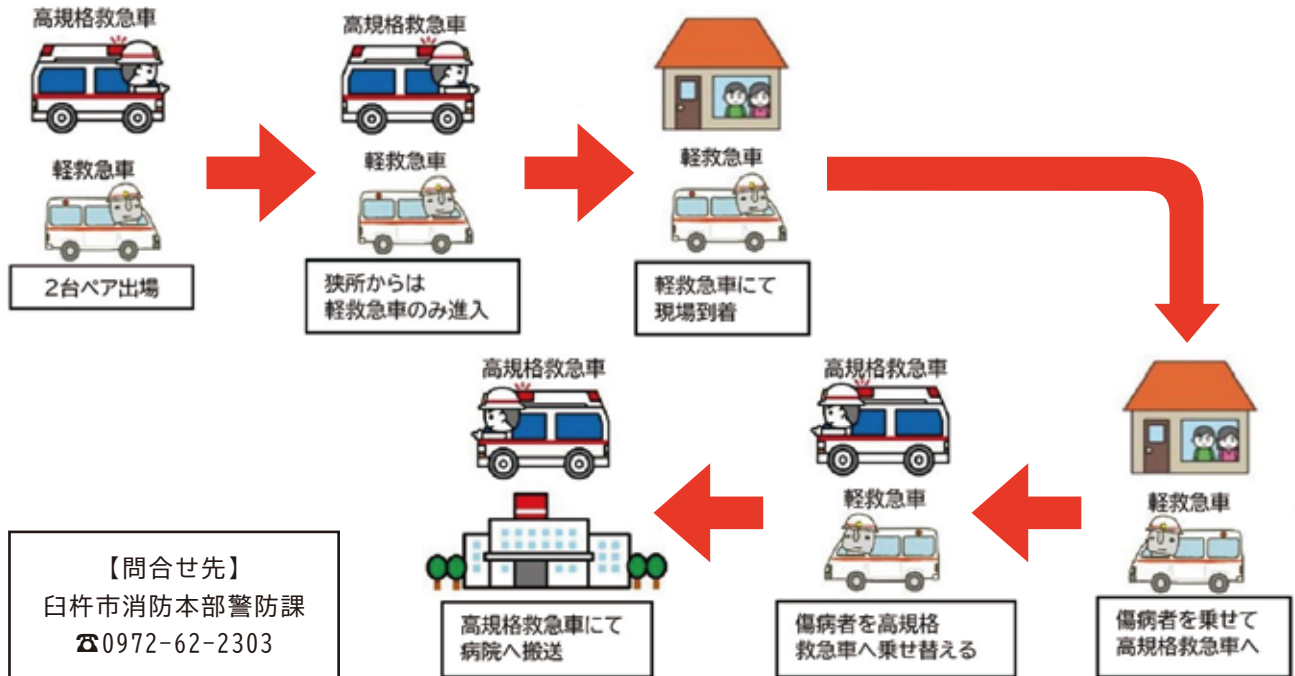 高規格救急車
軽救急車
2台ペア出場
高規格救急車
軽救急車
狭所からは
軽救急車のみ進入
軽救急車
軽救急車にて
現場到着
軽救急車
傷病者を乗せて
高規格救急車へ
高規格救急車
軽救急車
傷病者を高規格
救急車へ乗せ替える
高規格救急車
高規格救急車にて
病院へ搬送
【問合せ先】
臼杵市消防本部警防課
☎0972-62-2303